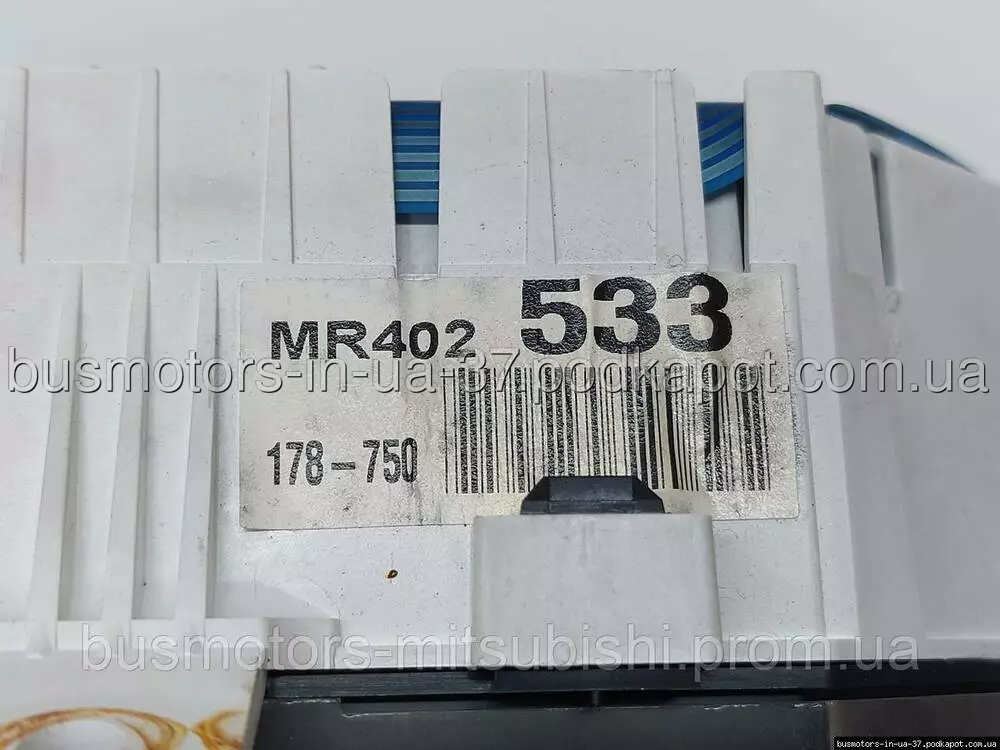 MR402 533
busmotors-in-ua-37.podkapot.com.ua
178-750
busmotors-mitsubishi.prom.ua
busmotors-in-ua-37.podkapot.com.ua